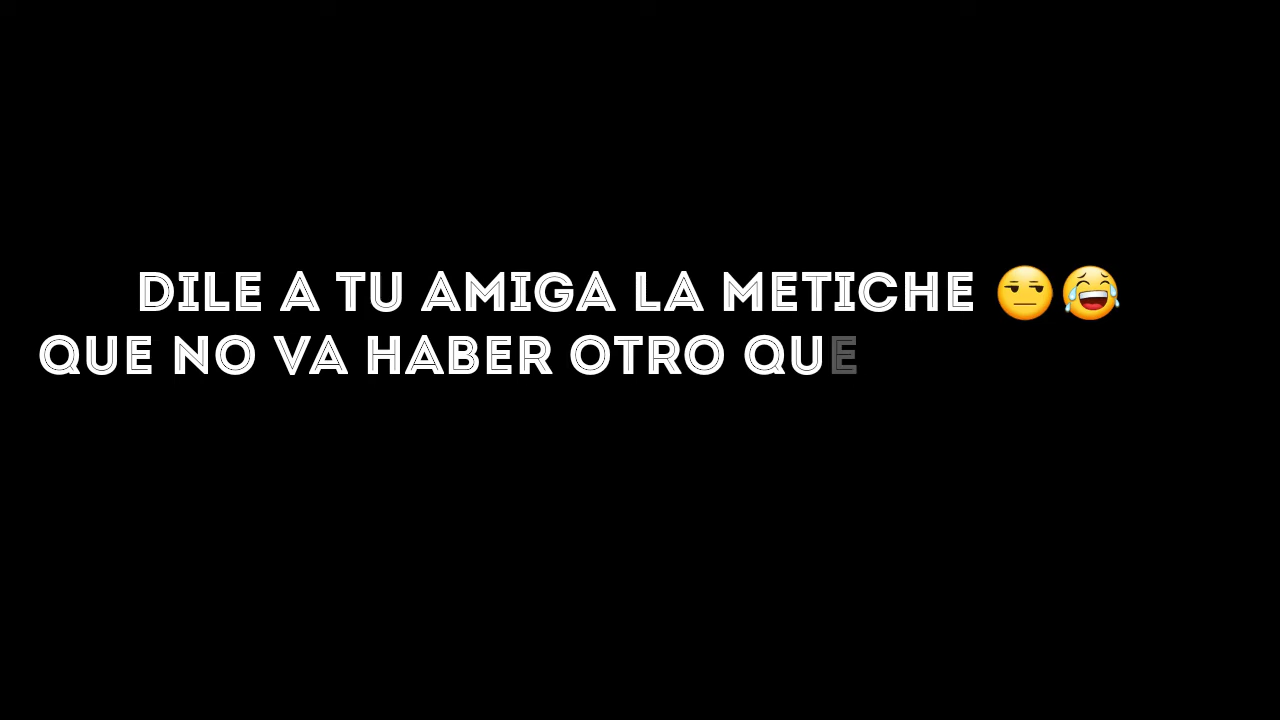 DILE A TU AMIGA LA METICHE 😒😂
QUE NO VA HABER OTRO QUE